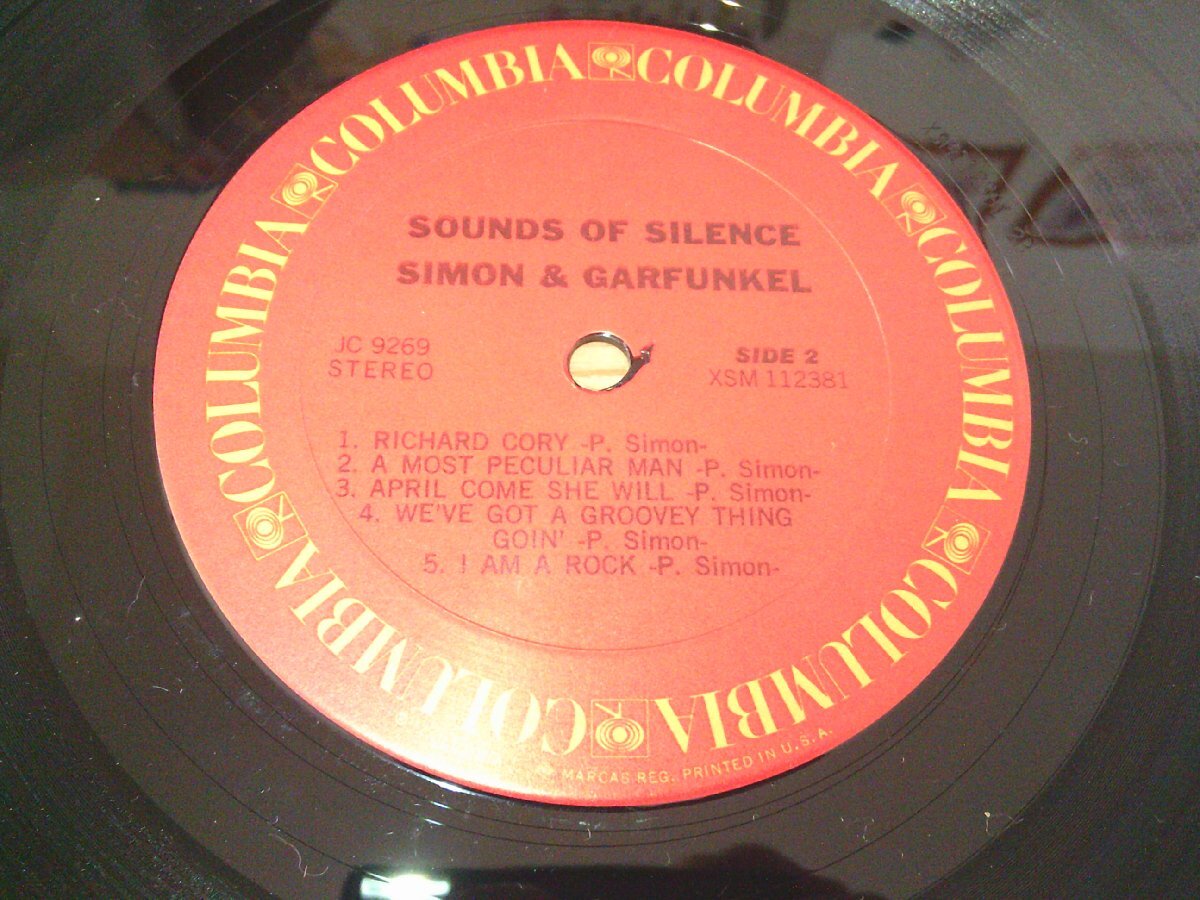 COLUMBIA COLUMBIA COLUMBIA COLUMBIA COLUMBIA COLUMBIA
SOUNDS OF SILENCE
SIMON & GARFUNKEL
JC 9269
STEREO
SIDE 2
XSM 112381
1. RICHARD CORY -P. Simon-
2. A MOST PECULIAR MAN -P. Simon-
3. APRIL COME SHE WILL -P. Simon-
4. WE'VE GOT A GROOVEY THING
GOIN' -P. Simon-
5. I AM A ROCK -P. Simon-
MARCAS REG. PRINTED IN U.S.A.